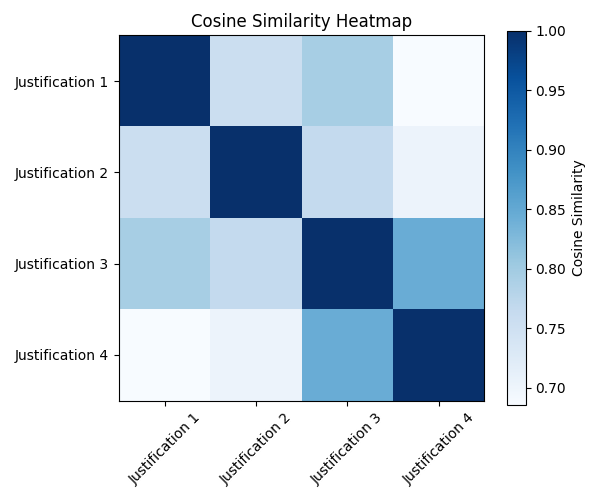 Cosine Similarity Heatmap
Justification 1
Justification 2
Justification 3
Justification 4
Justification 1
Justification 2
Justification 3
Justification 4
1.00
0.95
0.90
0.85
0.80
0.75
0.70
Cosine Similarity